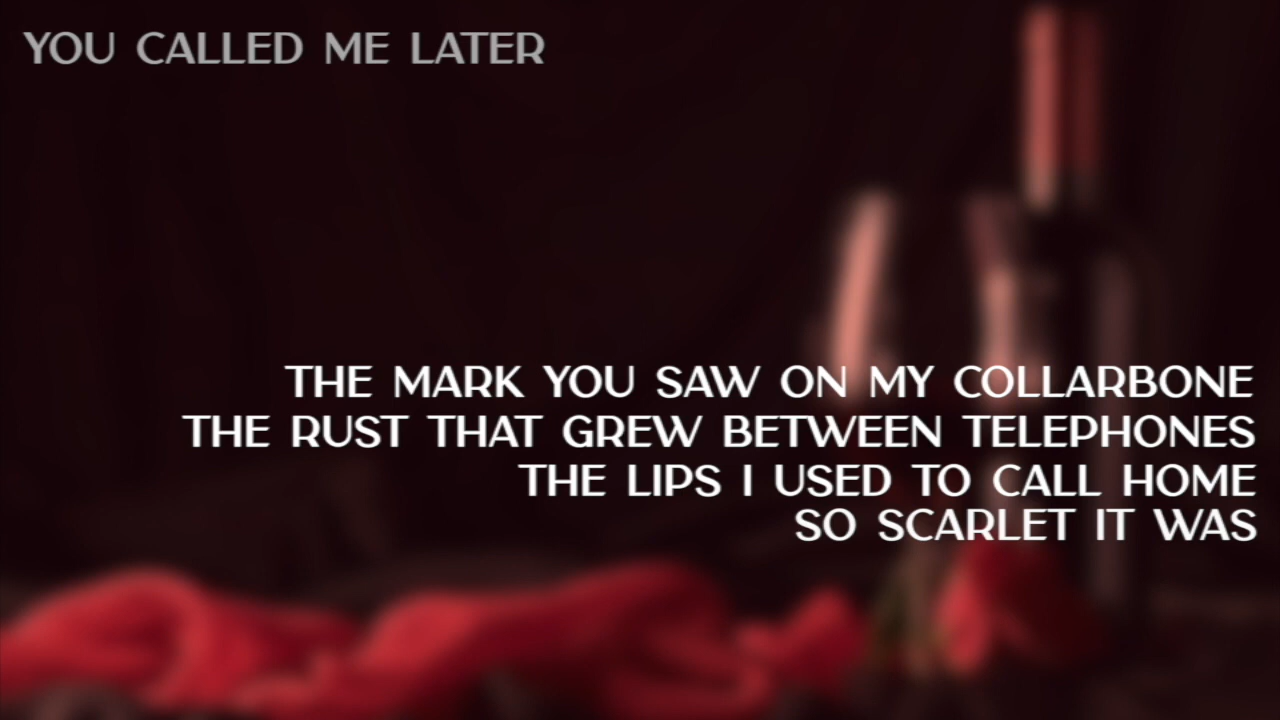 YOU CALLED ME LATER
THE MARK YOU SAW ON MY COLLARBONE
THE RUST THAT GREW BETWEEN TELEPHONES
THE LIPS I USED TO CALL HOME
SO SCARLET IT WAS